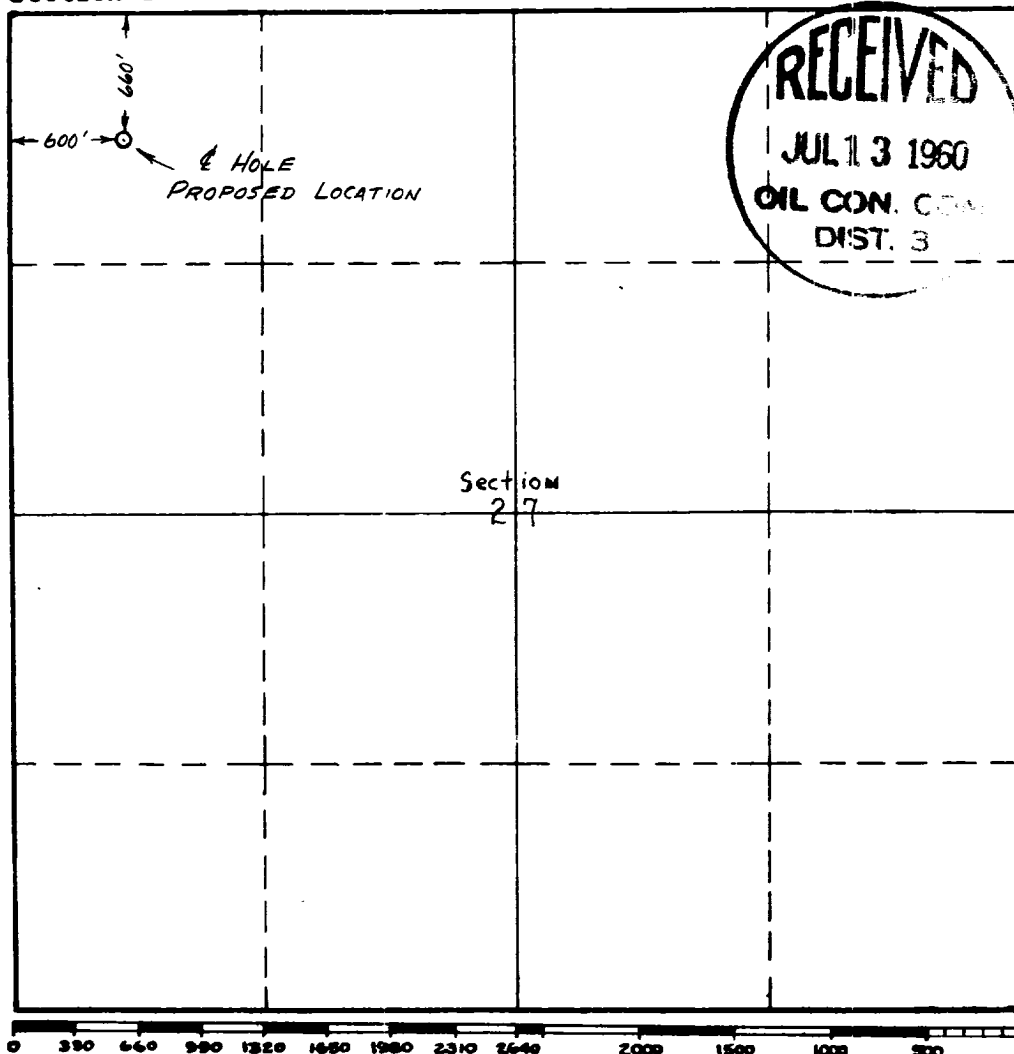 660'
600'
℄ HOLE
PROPOSED LOCATION
RECEIVED
JUL 13 1960
OIL CON. COM.
DIST. 3
Section
27
0 330 660 990 1320 1650 1980 2310 2640 2000 1500 1000 500